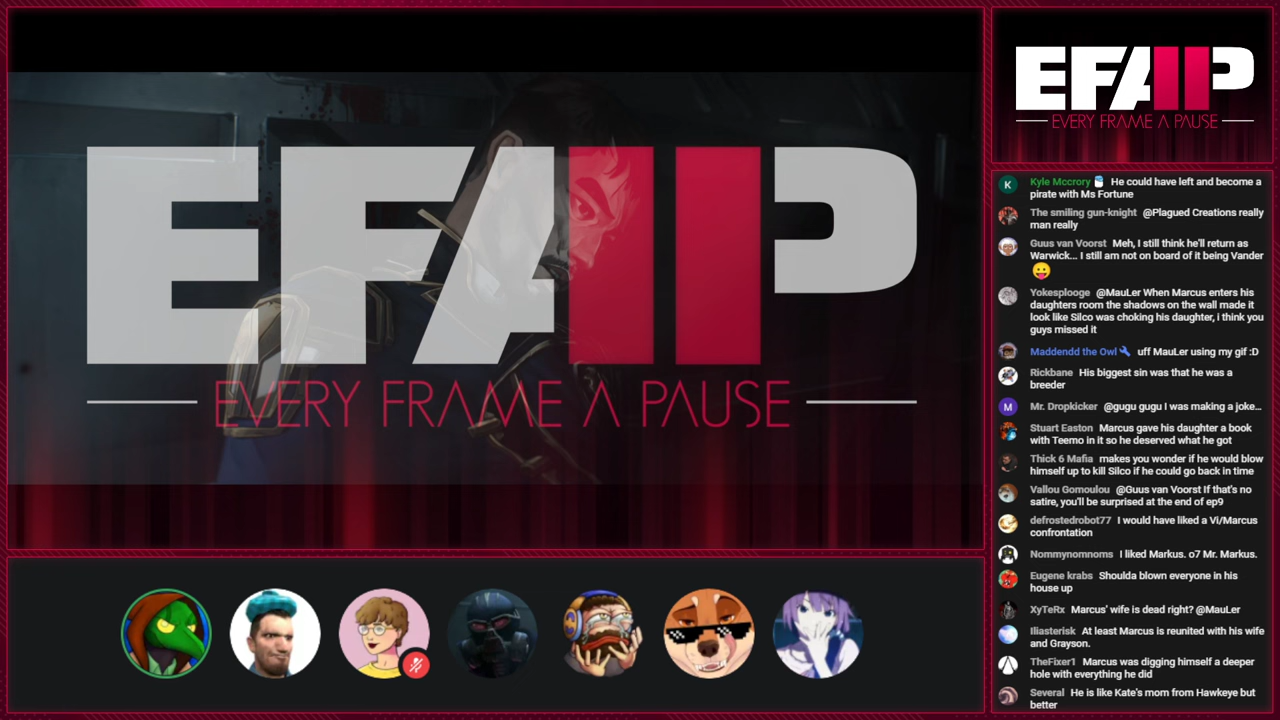 EFAP
EVERY FRAME A PAUSE
EFAP
EVERY FRAME A PAUSE
K
Kyle Mccrory He could have left and become a
pirate with Ms Fortune
The smiling gun-knight @Plagued Creations really
man really
Guus van Voorst Meh, I still think he'll return as
Warwick... I still am not on board of it being Vander
Yokesplooge @MauLer When Marcus enters his
daughters room the shadows on the wall made it
look like Silco was choking his daughter, i think you
guys missed it
Maddendd the Owl uff MauLer using my gif :D
Rickbane His biggest sin was that he was a
breeder
M
Mr. Dropkicker @gugu gugu I was making a joke...
Stuart Easton Marcus gave his daughter a book
with Teemo in it so he deserved what he got
Thick 6 Mafia makes you wonder if he would blow
himself up to kill Silco if he could go back in time
Vallou Gomoulou @Guus van Voorst If that's no
satire, you'll be surprised at the end of ep9
defrostedrobot77 I would have liked a Vi/Marcus
confrontation
Nommynomnoms I liked Markus. o7 Mr. Markus.
Eugene krabs Shoulda blown everyone in his
house up
XyTeRx Marcus' wife is dead right? @MauLer
Iliasterisk At least Marcus is reunited with his wife
and Grayson.
TheFixer1 Marcus was digging himself a deeper
hole with everything he did
Several He is like Kate's mom from Hawkeye but
better